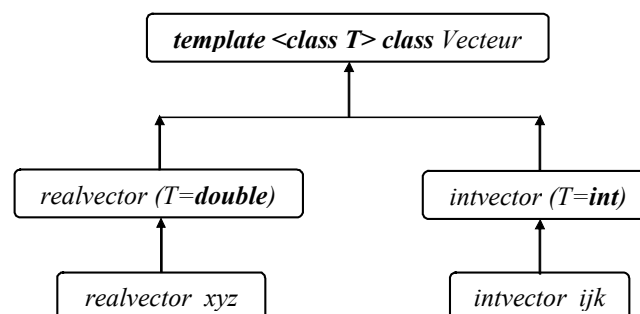 template <class T> class Vecteur
realvector (T=double)
intvector (T=int)
realvector xyz
intvector ijk